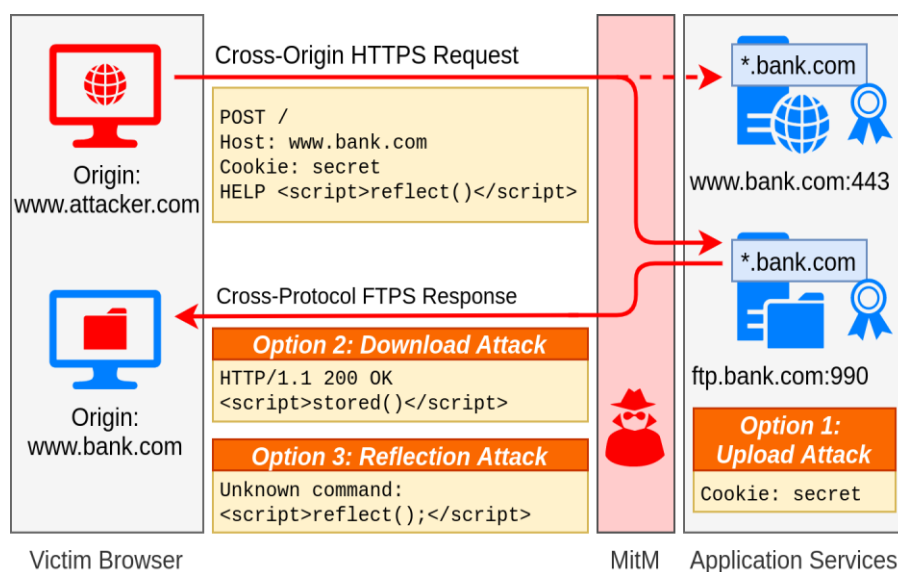 Cross-Origin HTTPS Request
POST /
Host: www.bank.com
Cookie: secret
HELP <script>reflect()</script>
Origin:
www.attacker.com
*.bank.com
www.bank.com:443
*.bank.com
ftp.bank.com:990
Cross-Protocol FTPS Response
Origin:
www.bank.com
Option 2: Download Attack
HTTP/1.1 200 OK
<script>stored()</script>
Option 3: Reflection Attack
Unknown command:
<script>reflect();</script>
Option 1:
Upload Attack
Cookie: secret
Victim Browser
MitM
Application Services